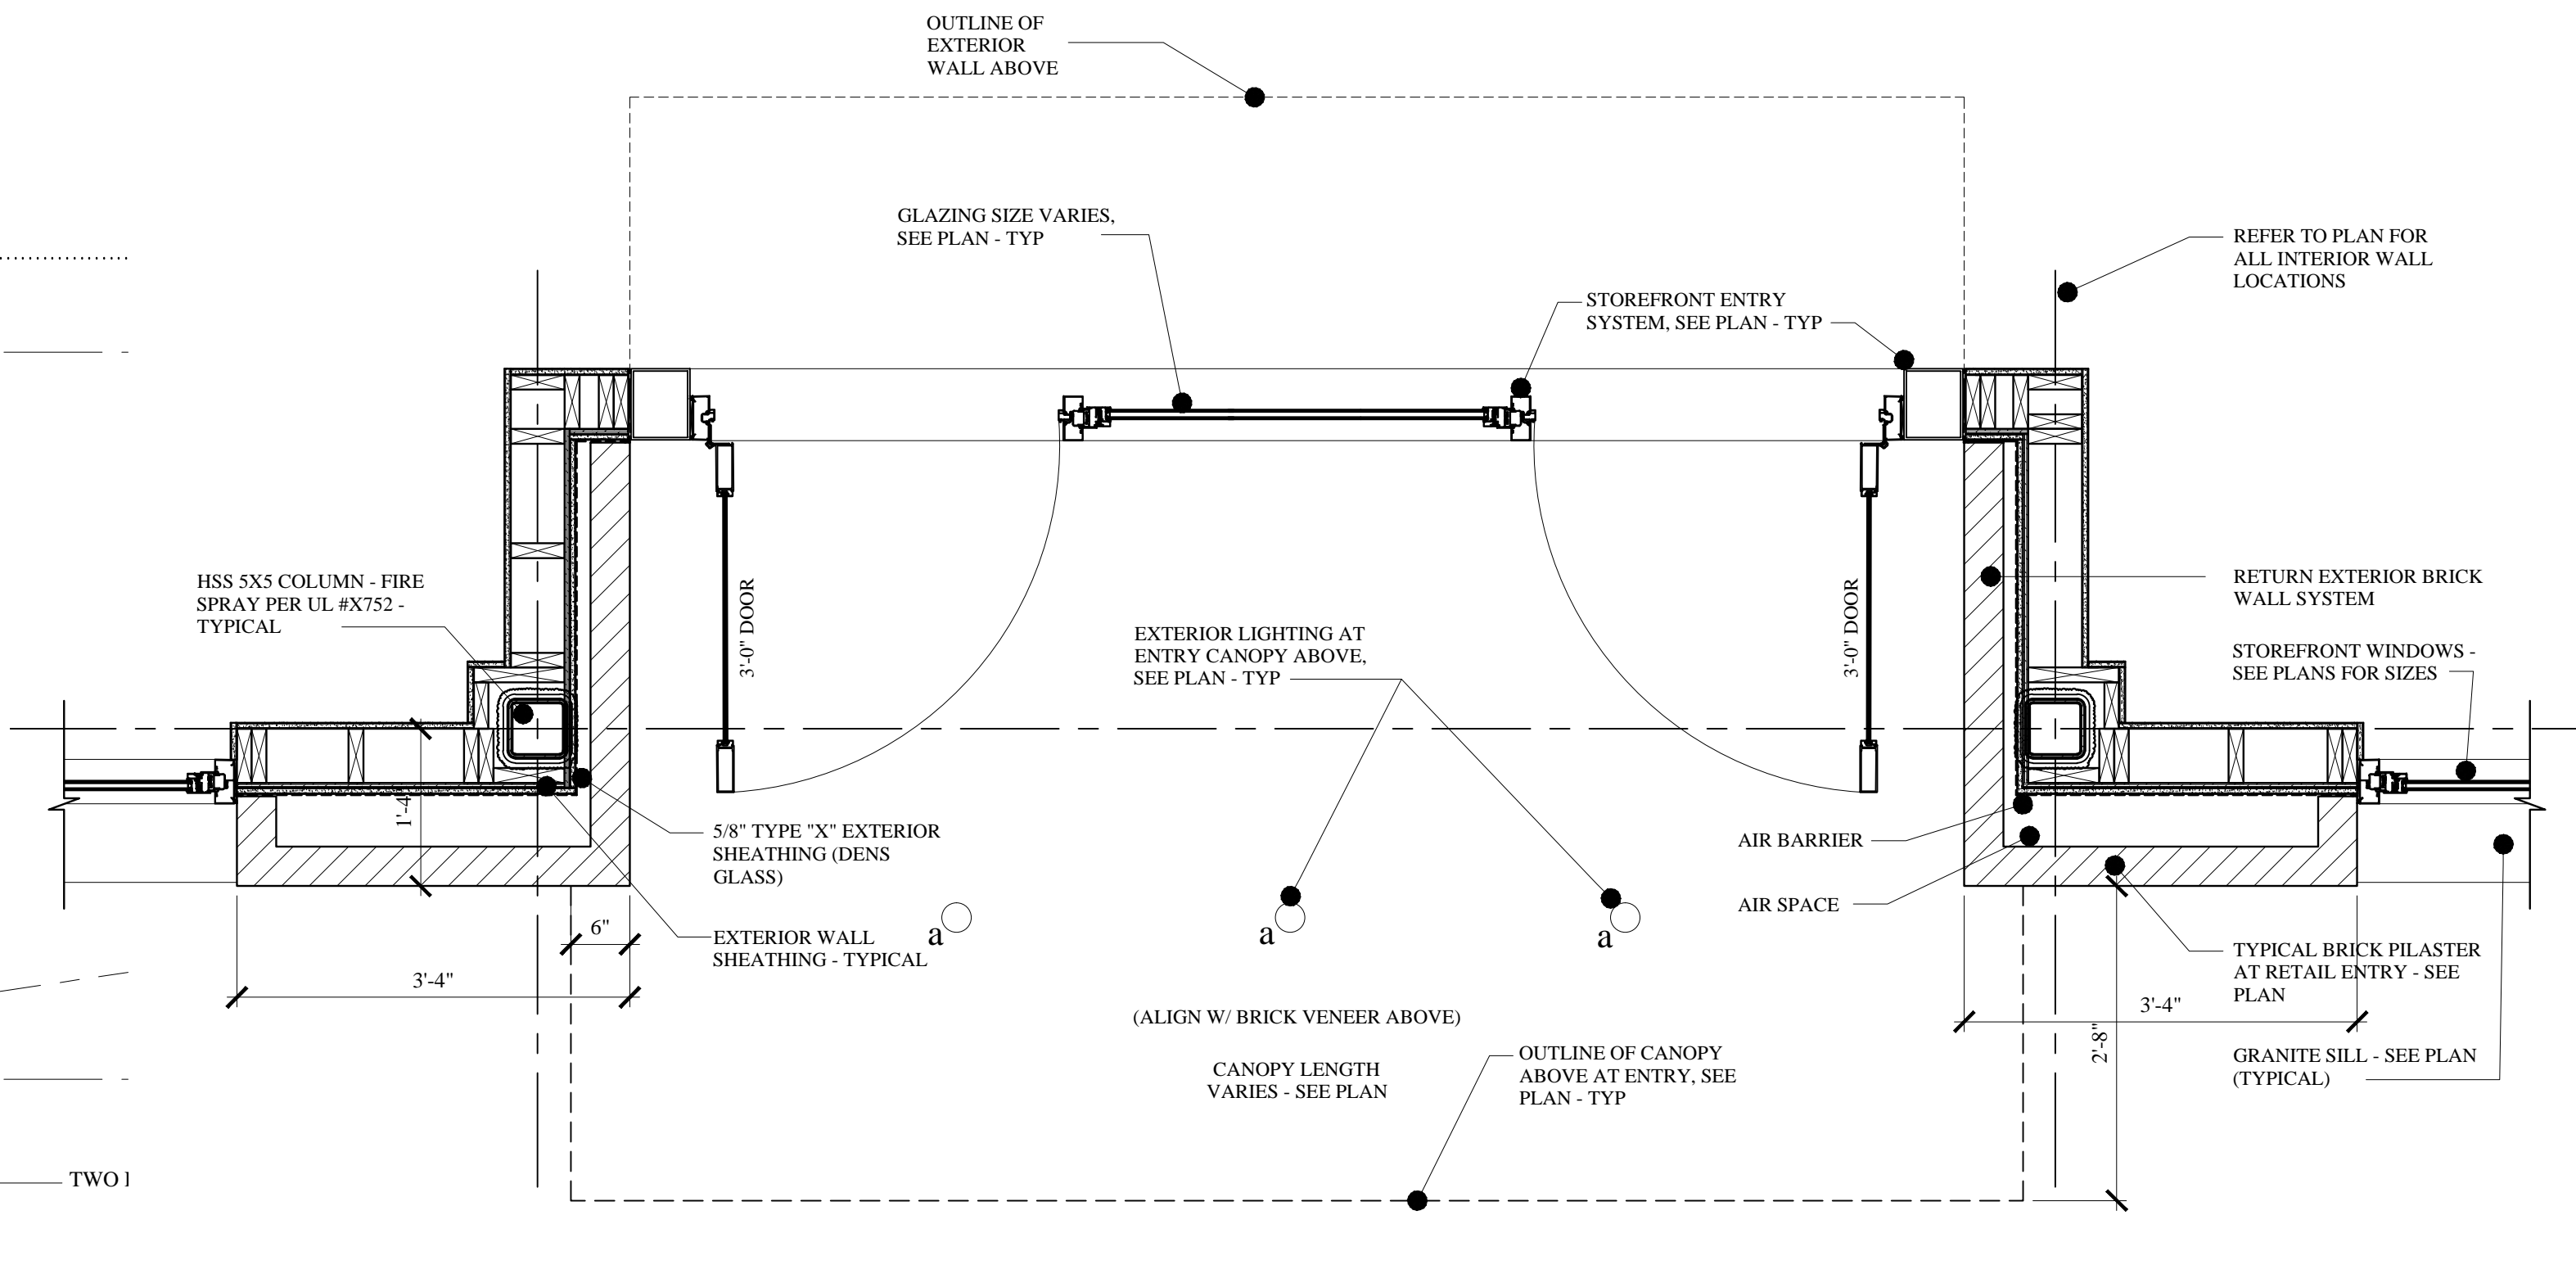 OUTLINE OF
EXTERIOR
WALL ABOVE
GLAZING SIZE VARIES,
SEE PLAN - TYP
REFER TO PLAN FOR
ALL INTERIOR WALL
LOCATIONS
STOREFRONT ENTRY
SYSTEM, SEE PLAN - TYP
HSS 5X5 COLUMN - FIRE
SPRAY PER UL #X752 -
TYPICAL
3'-0" DOOR
3'-0" DOOR
RETURN EXTERIOR BRICK
WALL SYSTEM
EXTERIOR LIGHTING AT
ENTRY CANOPY ABOVE,
SEE PLAN - TYP
STOREFRONT WINDOWS -
SEE PLANS FOR SIZES
1'-4"
5/8" TYPE "X" EXTERIOR
SHEATHING (DENS
GLASS)
AIR BARRIER
AIR SPACE
6"
EXTERIOR WALL
SHEATHING - TYPICAL
a
a
a
3'-4"
TYPICAL BRICK PILASTER
AT RETAIL ENTRY - SEE
PLAN
3'-4"
2'-8"
(ALIGN W/ BRICK VENEER ABOVE)
CANOPY LENGTH
VARIES - SEE PLAN
OUTLINE OF CANOPY
ABOVE AT ENTRY, SEE
PLAN - TYP
GRANITE SILL - SEE PLAN
(TYPICAL)
TWO